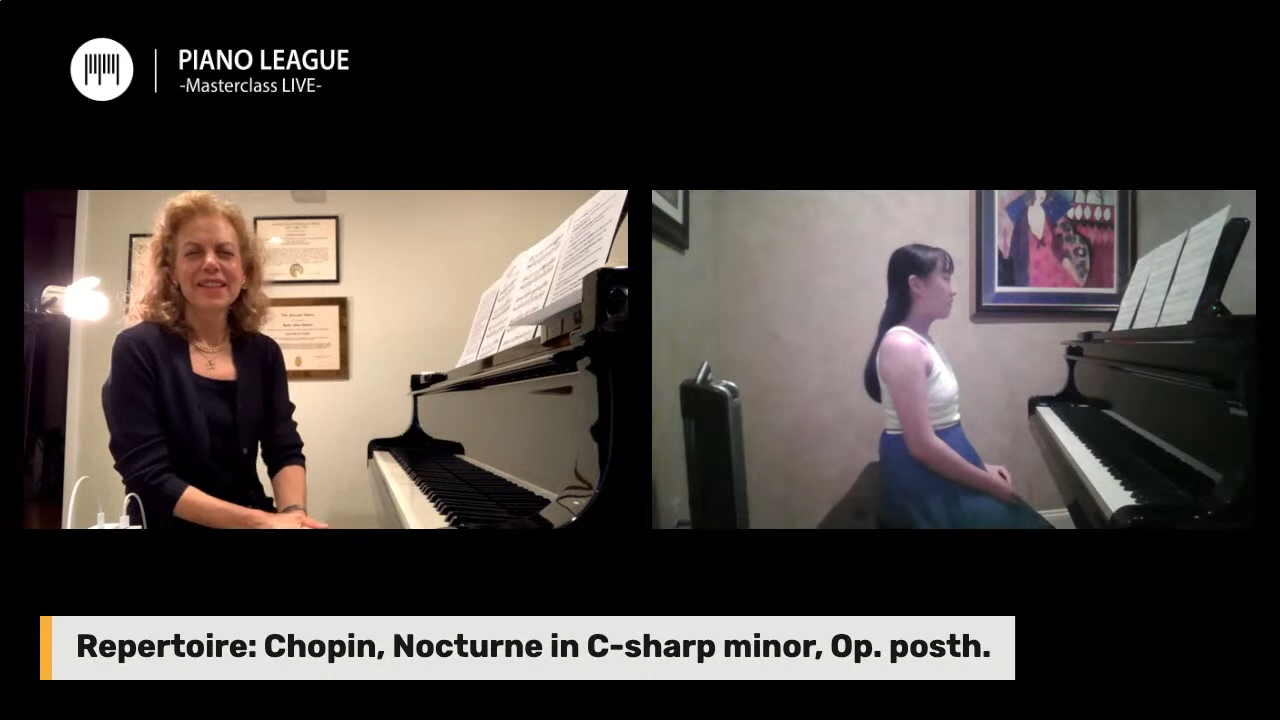 PIANO LEAGUE
-Masterclass LIVE-
Repertoire: Chopin, Nocturne in C-sharp minor, Op. posth.